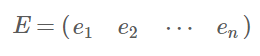 E = ( e₁ e₂ ⋯ eₙ )